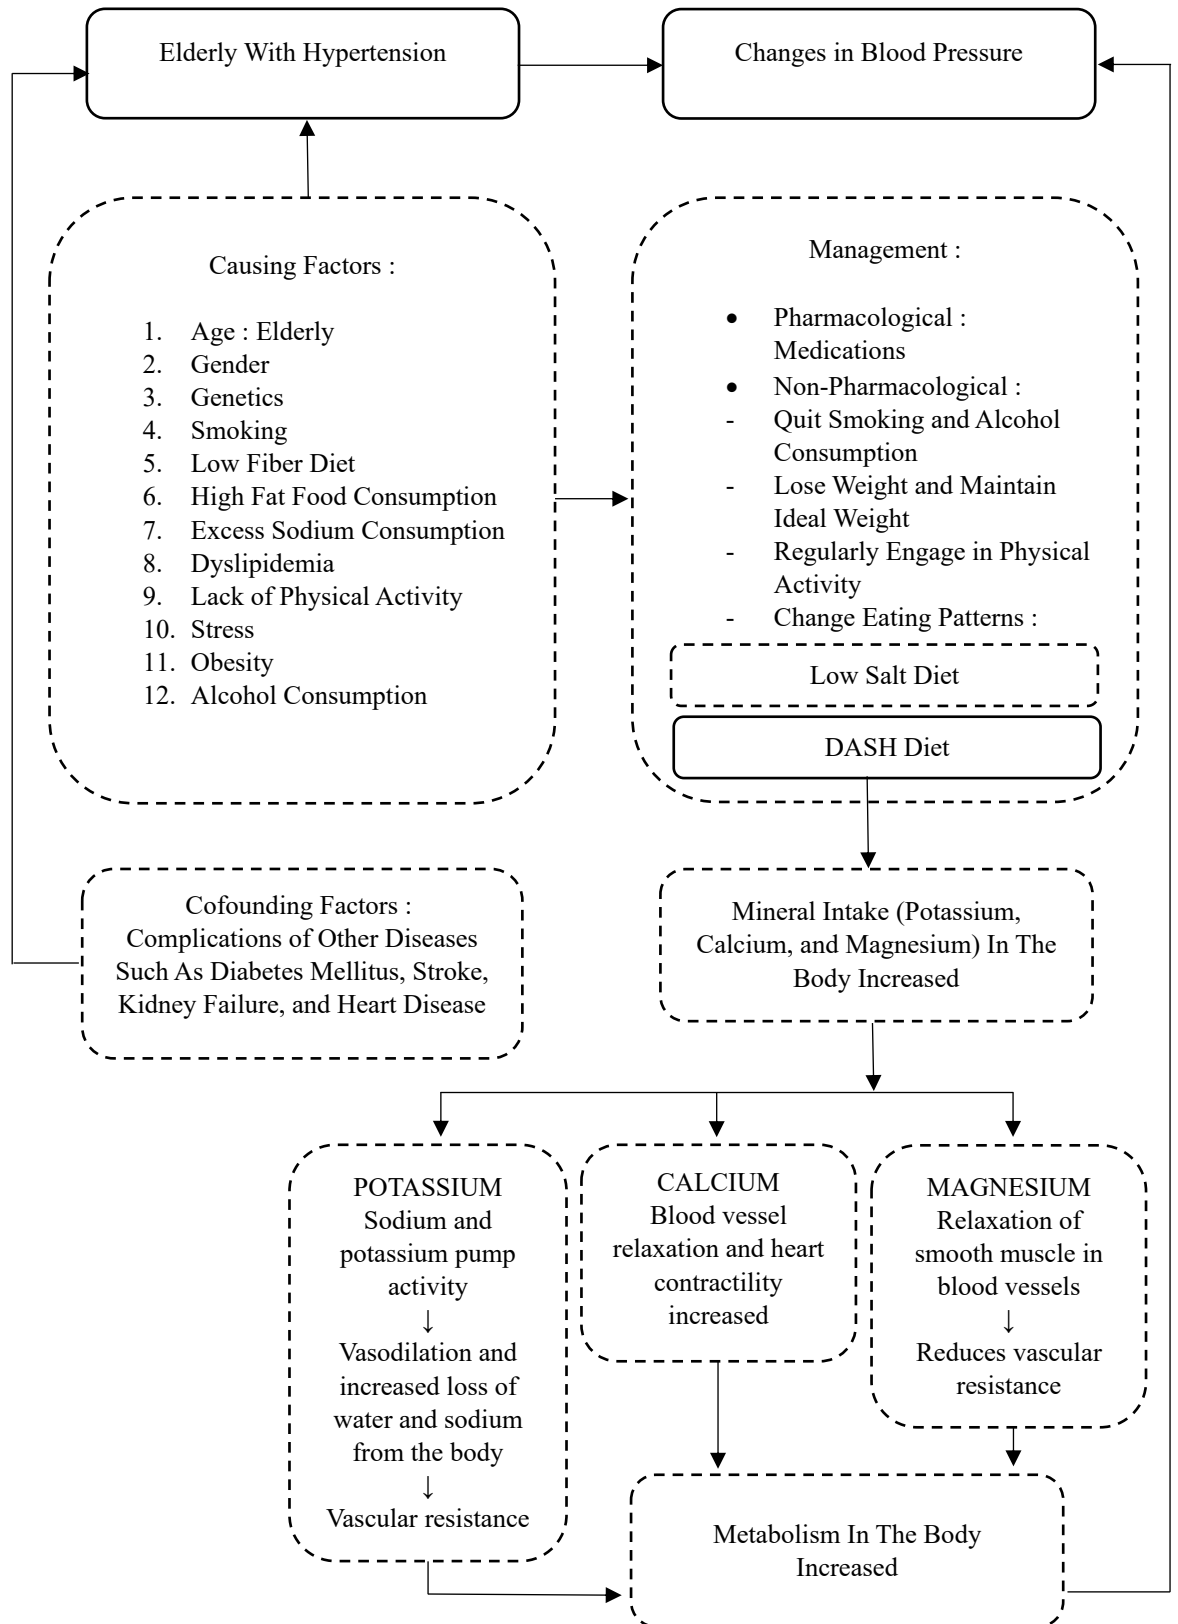 Elderly With Hypertension
Changes in Blood Pressure
Causing Factors :
1. Age : Elderly
2. Gender
3. Genetics
4. Smoking
5. Low Fiber Diet
6. High Fat Food Consumption
7. Excess Sodium Consumption
8. Dyslipidemia
9. Lack of Physical Activity
10. Stress
11. Obesity
12. Alcohol Consumption
Management :
• Pharmacological :
Medications
• Non-Pharmacological :
- Quit Smoking and Alcohol
Consumption
- Lose Weight and Maintain
Ideal Weight
- Regularly Engage in Physical
Activity
- Change Eating Patterns :
Low Salt Diet
DASH Diet
Cofounding Factors :
Complications of Other Diseases
Such As Diabetes Mellitus, Stroke,
Kidney Failure, and Heart Disease
Mineral Intake (Potassium,
Calcium, and Magnesium) In The
Body Increased
POTASSIUM
Sodium and
potassium pump
activity
↓
Vasodilation and
increased loss of
water and sodium
from the body
↓
Vascular resistance
CALCIUM
Blood vessel
relaxation and heart
contractility
increased
MAGNESIUM
Relaxation of
smooth muscle in
blood vessels
↓
Reduces vascular
resistance
Metabolism In The Body
Increased